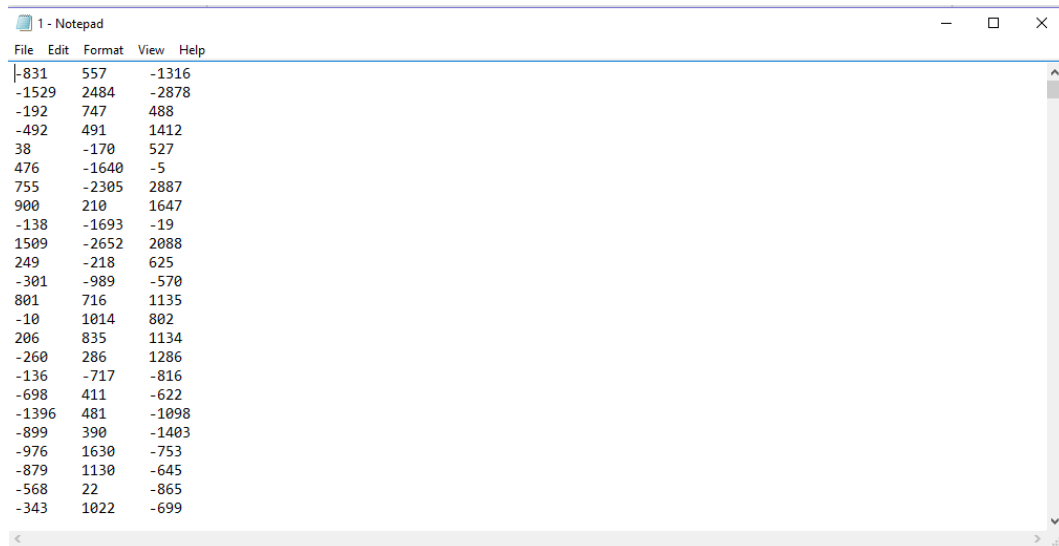 1 - Notepad
File Edit Format View Help
-831 557 -1316
-1529 2484 -2878
-192 747 488
-492 491 1412
38 -170 527
476 -1640 -5
755 -2305 2887
900 210 1647
-138 -1693 -19
1509 -2652 2088
249 -218 625
-301 -989 -570
801 716 1135
-10 1014 802
206 835 1134
-260 286 1286
-136 -717 -816
-698 411 -622
-1396 481 -1098
-899 390 -1403
-976 1630 -753
-879 1130 -645
-568 22 -865
-343 1022 -699